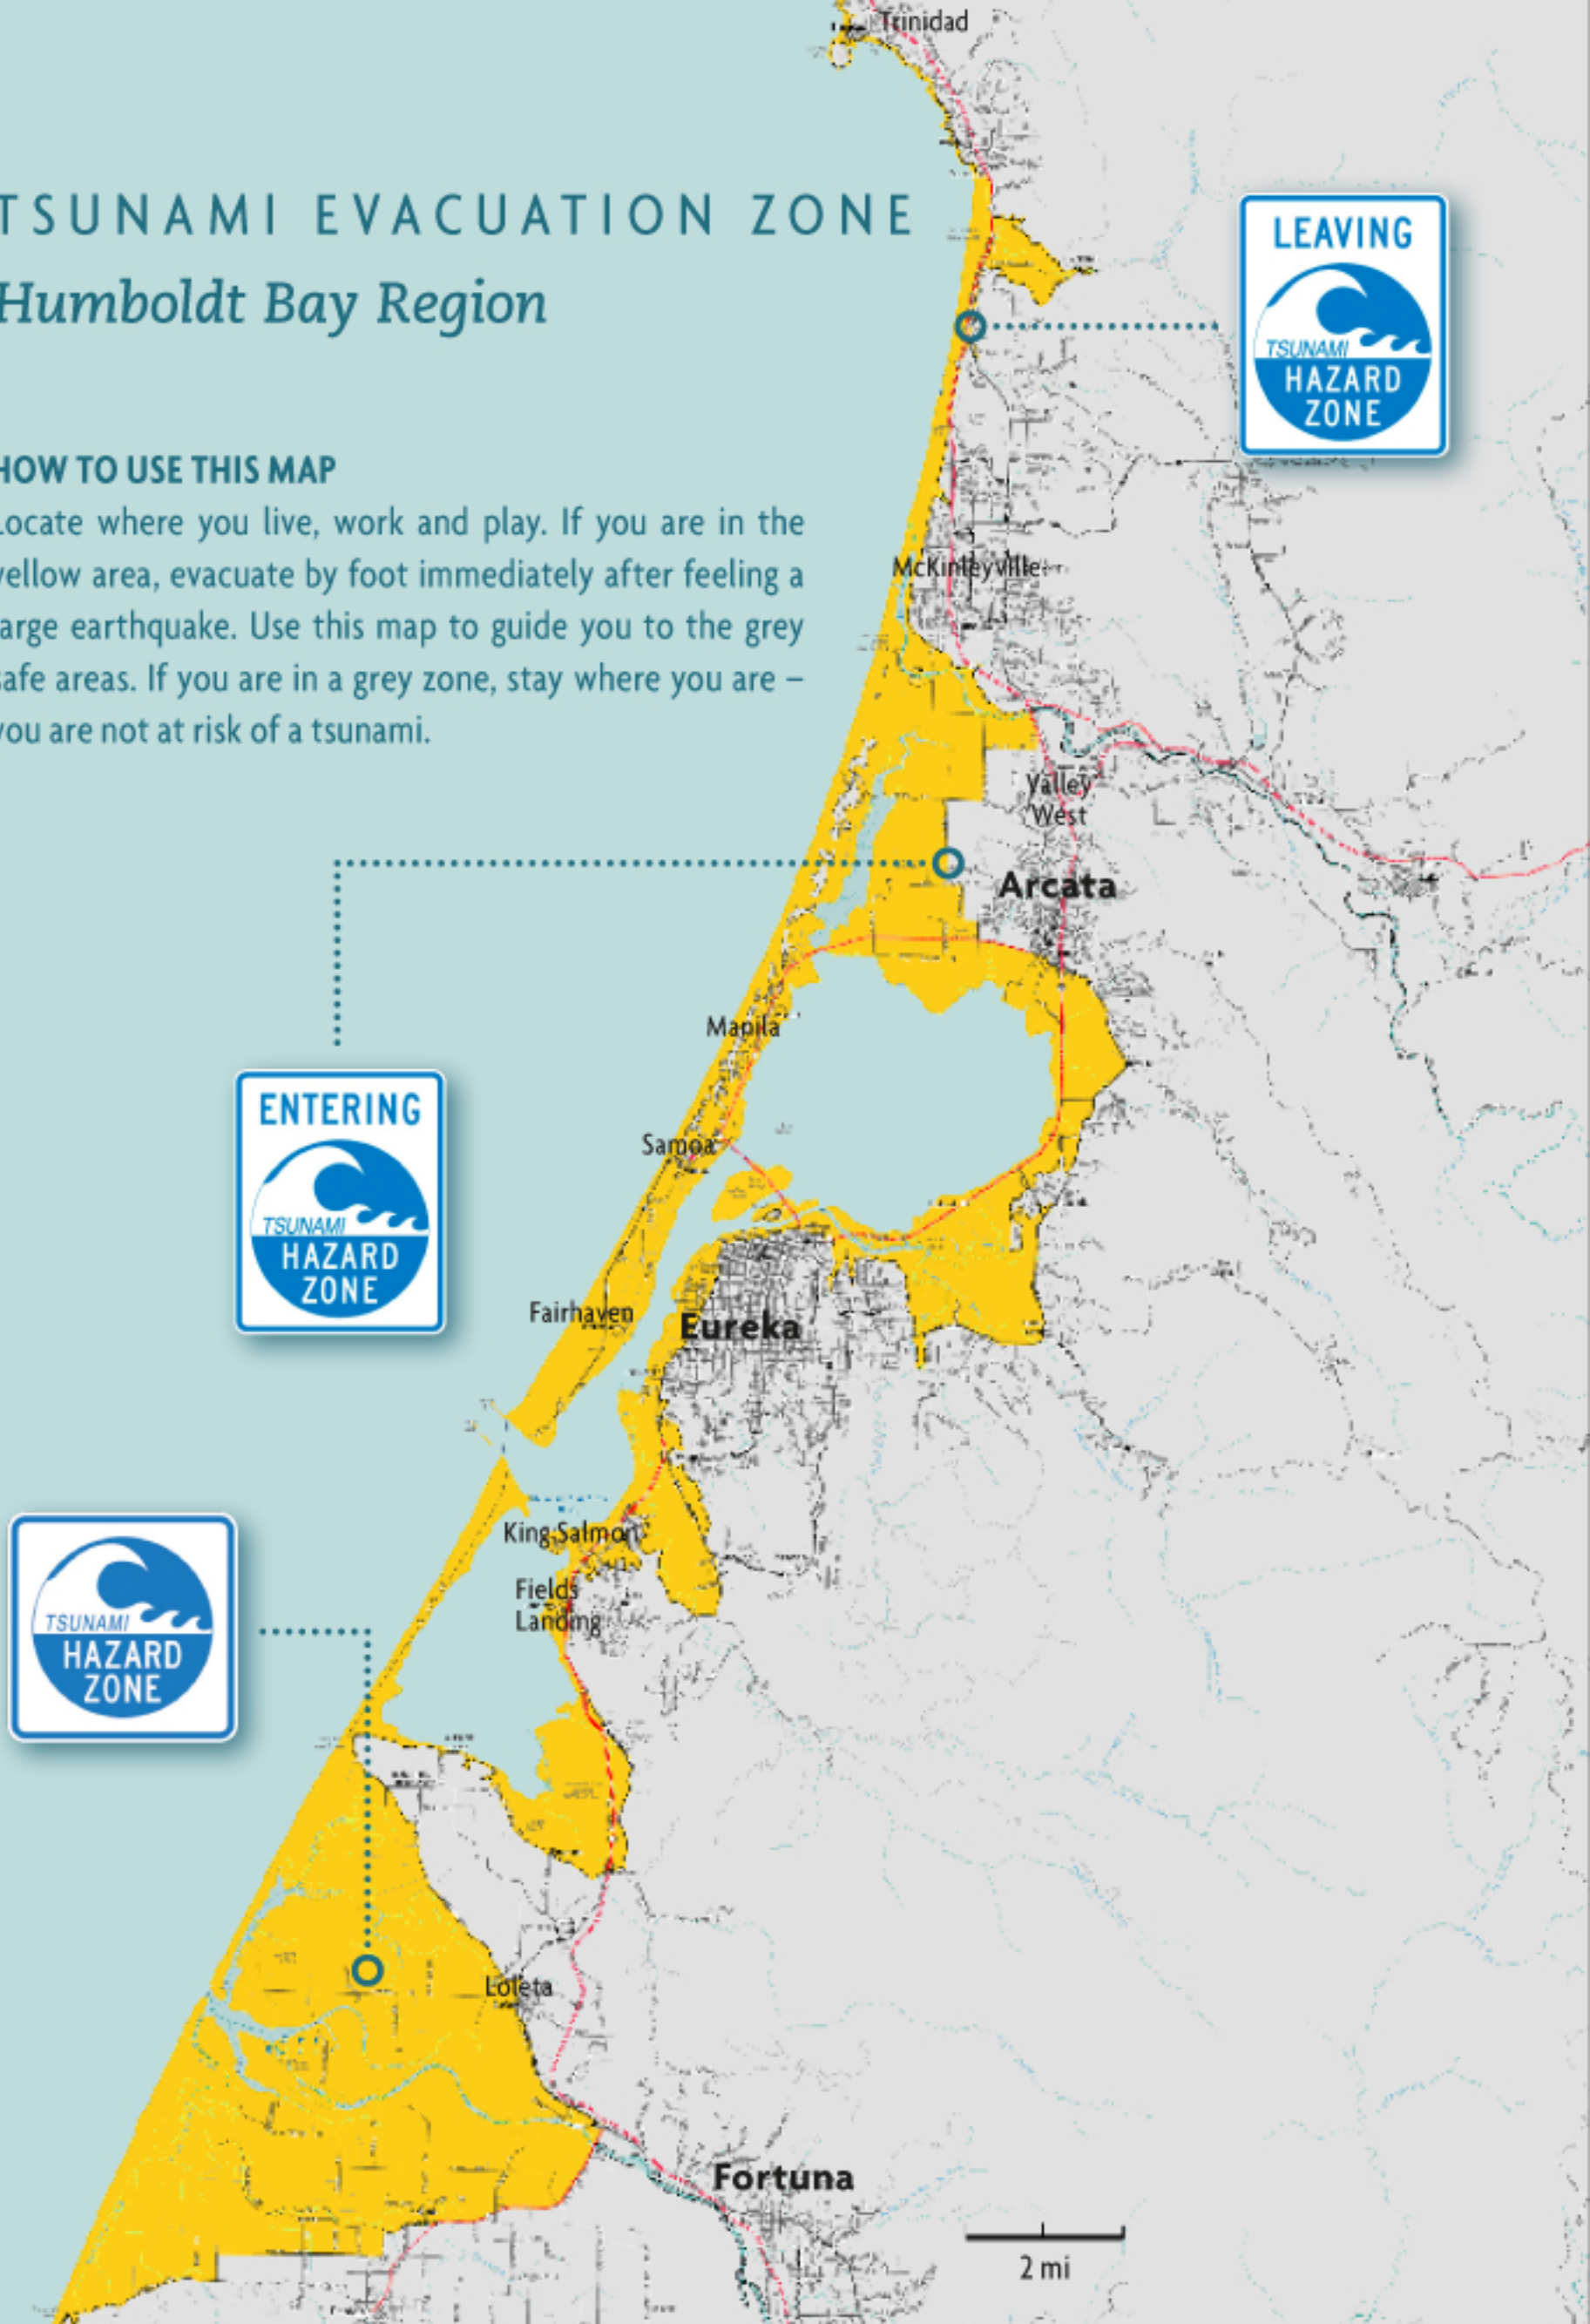 Trinidad
TSUNAMI EVACUATION ZONE
Humboldt Bay Region
LEAVING
TSUNAMI
HAZARD
ZONE
HOW TO USE THIS MAP
Locate where you live, work and play. If you are in the
yellow area, evacuate by foot immediately after feeling a
large earthquake. Use this map to guide you to the grey
safe areas. If you are in a grey zone, stay where you are –
you are not at risk of a tsunami.
McKinleyville
Valley
West
Arcata
Manila
ENTERING
TSUNAMI
HAZARD
ZONE
Samoa
Fairhaven
Eureka
King Salmon
Fields
Landing
TSUNAMI
HAZARD
ZONE
Loleta
Fortuna
2 mi